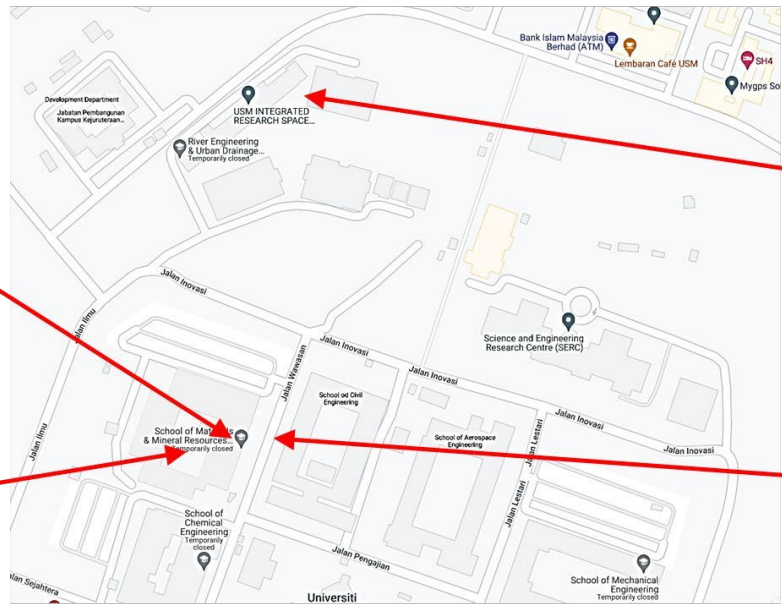 Bank Islam Malaysia
Berhad (ATM)
Lembaran Café USM
SH4
Mygps Sol
Development Department
Jabatan Pembangunan
Kampus Kejuruteraan...
USM INTEGRATED
RESEARCH SPACE...
River Engineering
& Urban Drainage...
Temporarily closed
Jalan Inovasi
Jalan Ilmu
Jalan Wawasan
Jalan Inovasi
Science and Engineering
Research Centre (SERC)
Jalan Inovasi
School od Civil
Engineering
Jalan Inovasi
School of Materials
& Mineral Resources...
Temporarily closed
School of Aerospace
Engineering
Jalan Lestari
Jalan Inovasi
Jalan Ilmu
School of
Chemical
Engineering
Temporarily
closed
Jalan Lestari
Jalan Pengajian
School of Mechanical
Engineering
Temporarily closed
alan Sejahtera
Universiti